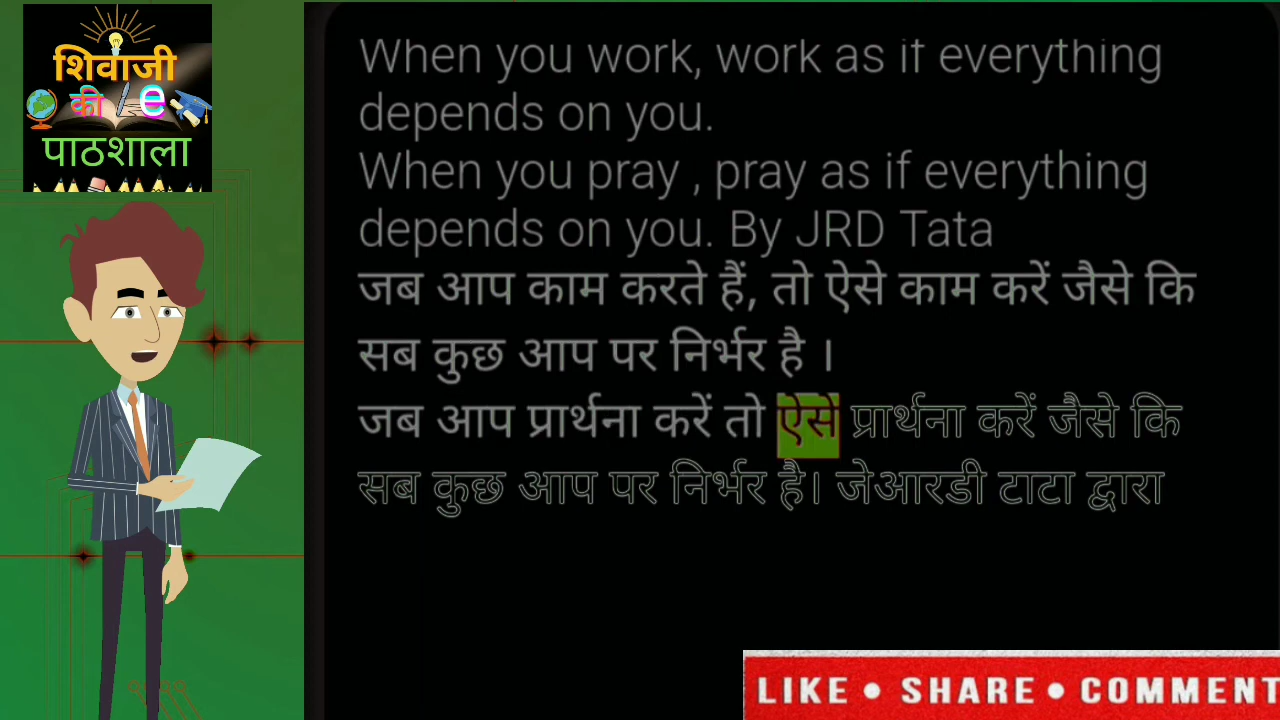 शिवाजी
की e
पाठशाला
When you work, work as if everything
depends on you.
When you pray , pray as if everything
depends on you. By JRD Tata
जब आप काम करते हैं, तो ऐसे काम करें जैसे कि
सब कुछ आप पर निर्भर है ।
जब आप प्रार्थना करें तो ऐसे प्रार्थना करें जैसे कि
सब कुछ आप पर निर्भर है। जेआरडी टाटा द्वारा
LIKE • SHARE • COMMENT